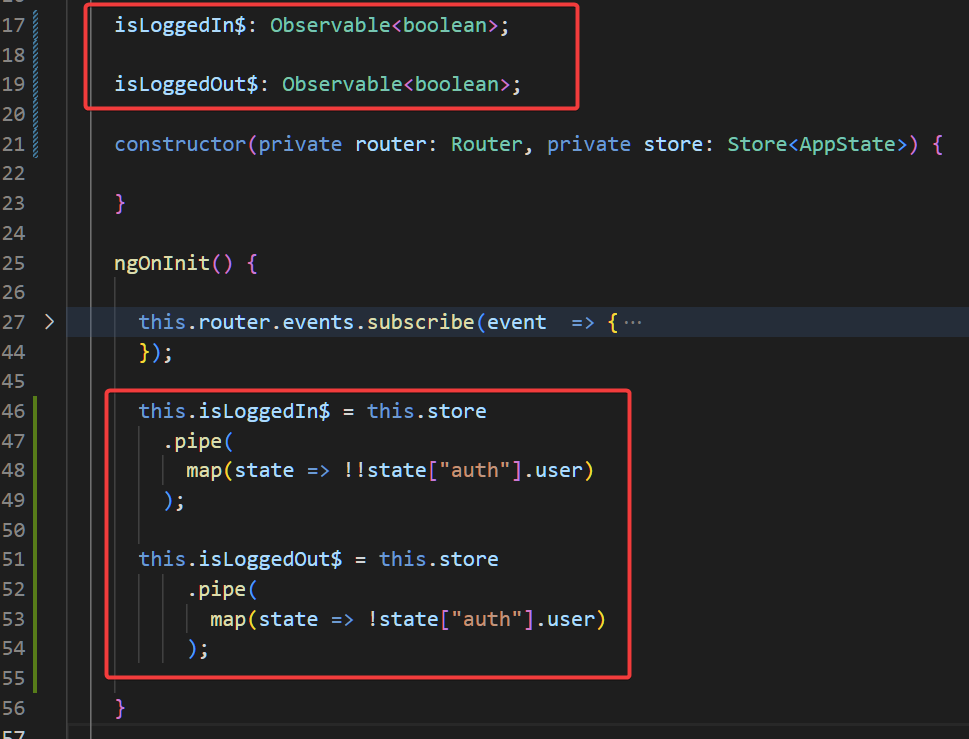 17 isLoggedIn$: Observable<boolean>;
18
19 isLoggedOut$: Observable<boolean>;
20
21 constructor(private router: Router, private store: Store<AppState>) {
22
23 }
24
25 ngOnInit() {
26
27 this.router.events.subscribe(event  => {···
44 });
45
46 this.isLoggedIn$ = this.store
47 .pipe(
48 map(state => !!state["auth"].user)
49 );
50
51 this.isLoggedOut$ = this.store
52 .pipe(
53 map(state => !state["auth"].user)
54 );
55
56 }
57